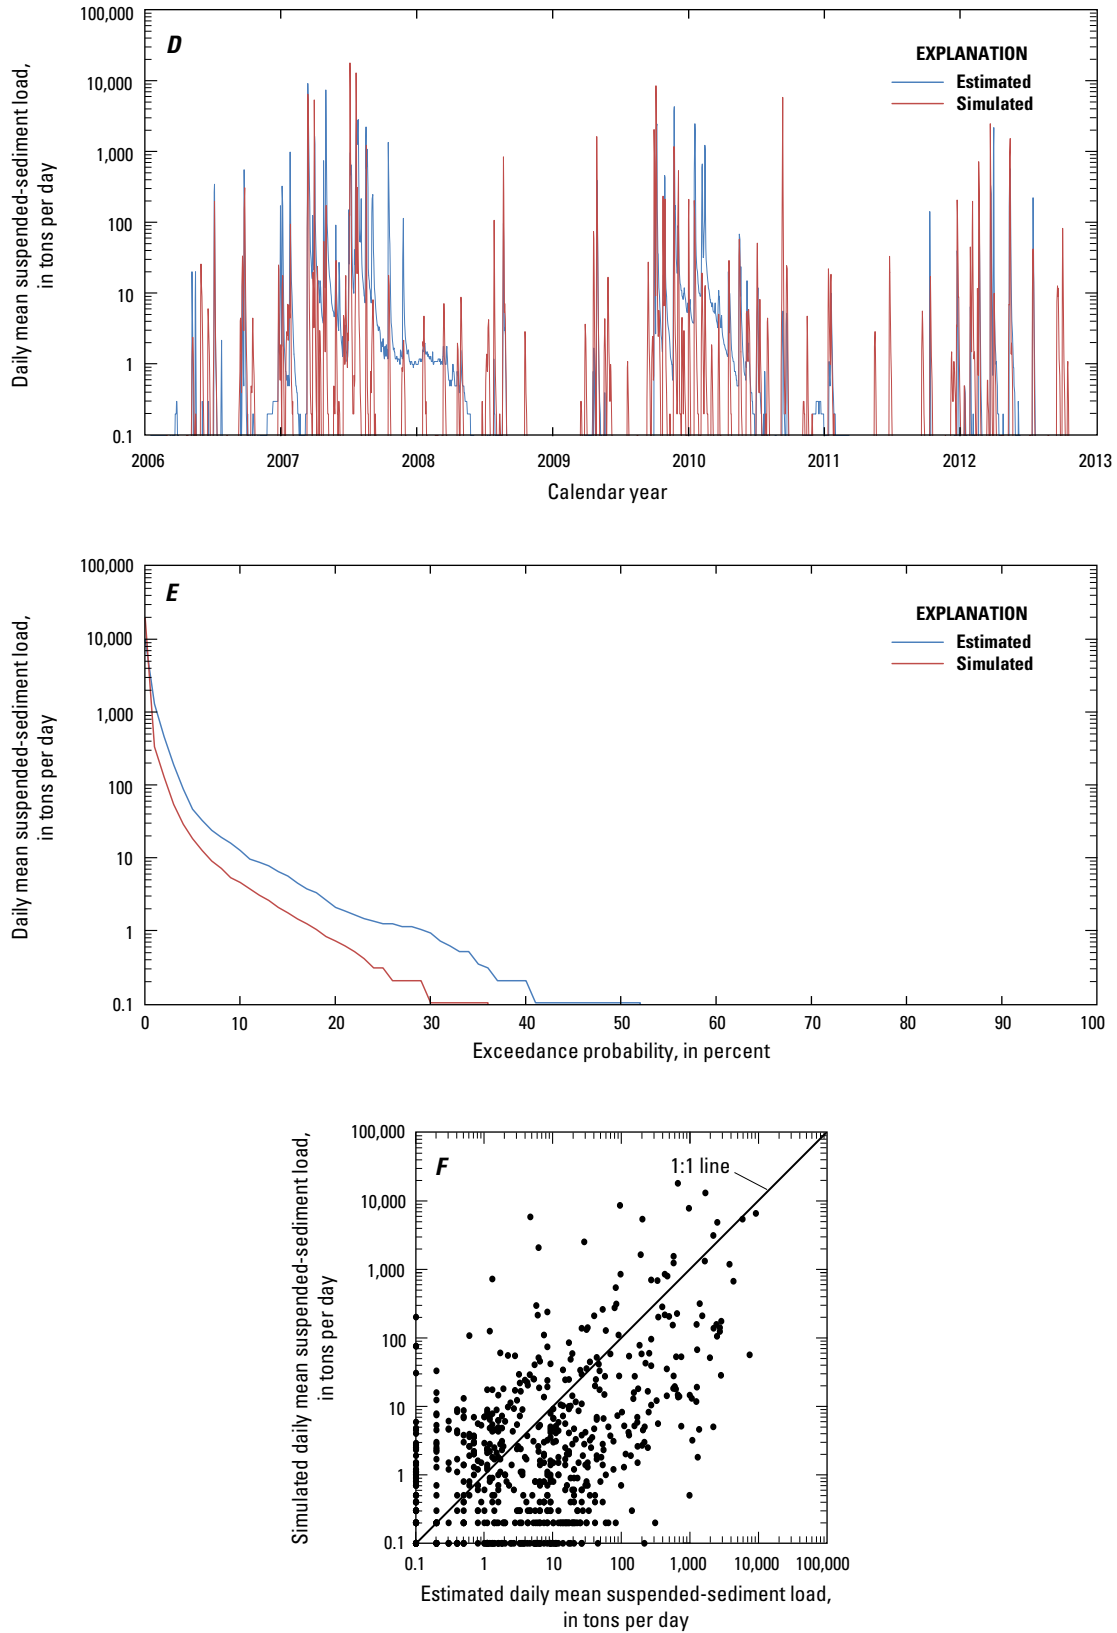 Daily mean suspended-sediment load,
in tons per day
100,000
10,000
1,000
100
10
1
0.1
D
EXPLANATION
Estimated
Simulated
2006 2007 2008 2009 2010 2011 2012 2013
Calendar year
Daily mean suspended-sediment load,
in tons per day
100,000
10,000
1,000
100
10
1
0.1
E
EXPLANATION
Estimated
Simulated
0 10 20 30 40 50 60 70 80 90 100
Exceedance probability, in percent
Simulated daily mean suspended-sediment load,
in tons per day
100,000
10,000
1,000
100
10
1
0.1
F
1:1 line
0.1 1 10 100 1,000 10,000 100,000
Estimated daily mean suspended-sediment load,
in tons per day